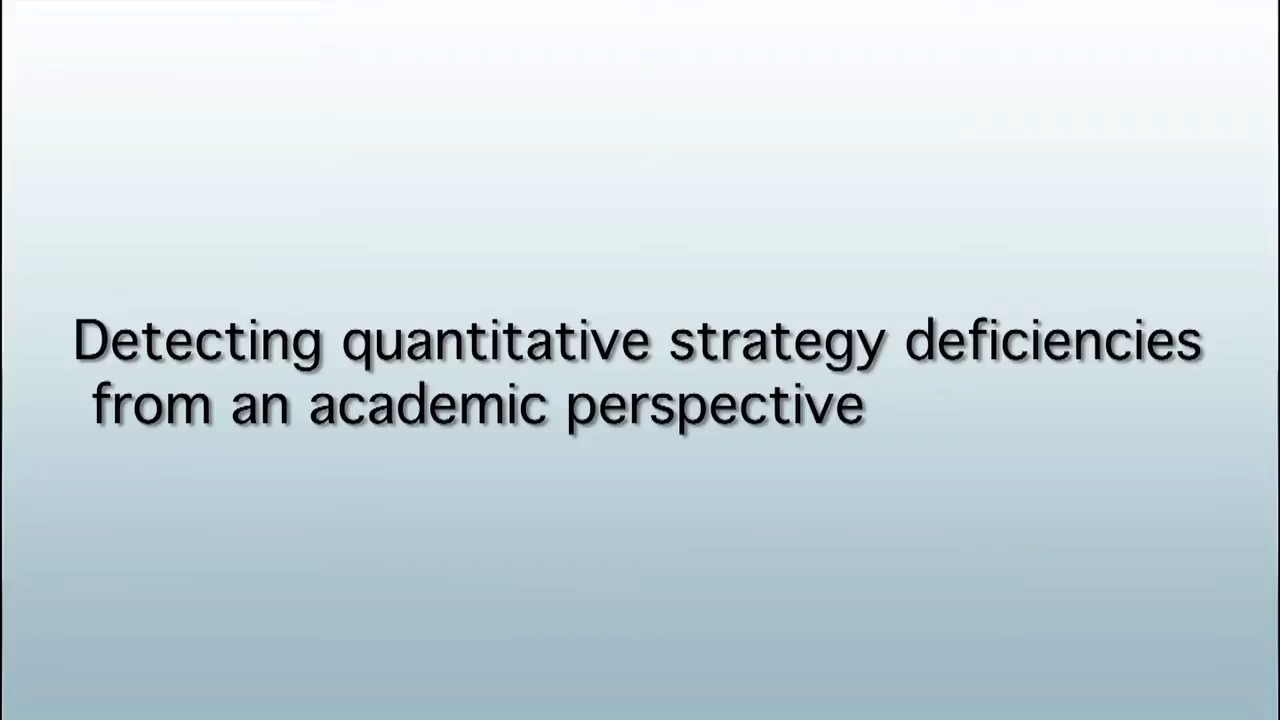 Detecting quantitative strategy deficiencies
from an academic perspective